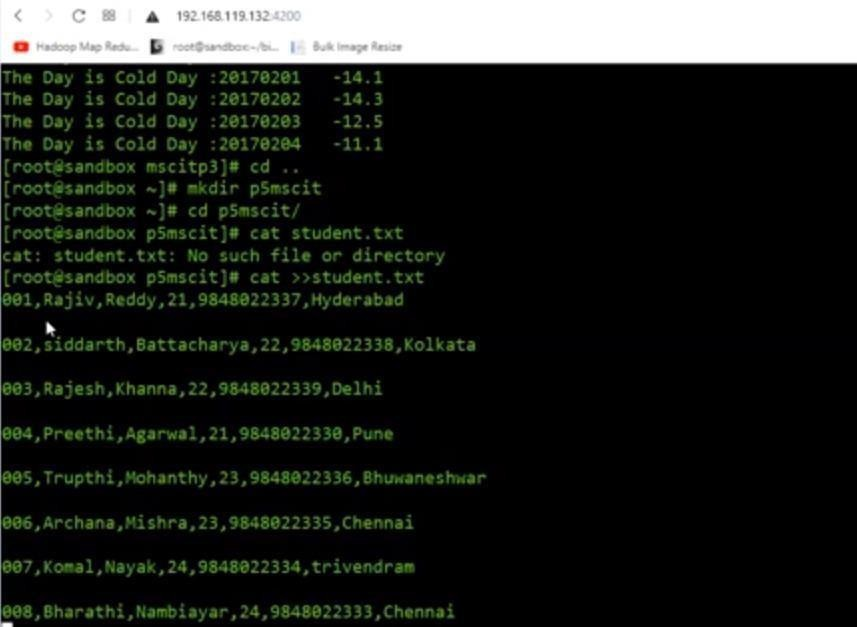 192.168.119.132:4200
Hadoop Map Redu... root@sandbox:~/bi... Bulk Image Resize
The Day is Cold Day :20170201 -14.1
The Day is Cold Day :20170202 -14.3
The Day is Cold Day :20170203 -12.5
The Day is Cold Day :20170204 -11.1
[root@sandbox mscitp3]# cd ..
[root@sandbox ~]# mkdir p5mscit
[root@sandbox ~]# cd p5mscit/
[root@sandbox p5mscit]# cat student.txt
cat: student.txt: No such file or directory
[root@sandbox p5mscit]# cat >>student.txt
001,Rajiv,Reddy,21,9848022337,Hyderabad
002,siddarth,Battacharya,22,9848022338,Kolkata
003,Rajesh,Khanna,22,9848022339,Delhi
004,Preethi,Agarwal,21,9848022330,Pune
005,Trupthi,Mohanthy,23,9848022336,Bhuwaneshwar
006,Archana,Mishra,23,9848022335,Chennai
007,Komal,Nayak,24,9848022334,trivendram
008,Bharathi,Nambiayar,24,9848022333,Chennai